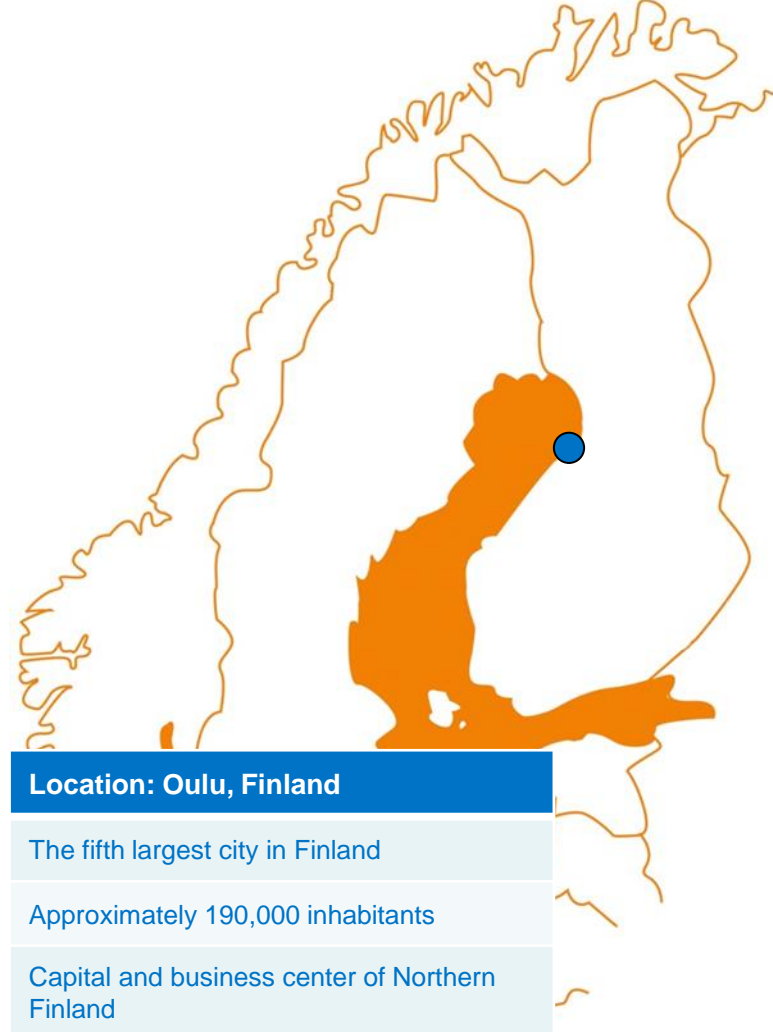 Location: Oulu, Finland
The fifth largest city in Finland
Approximately 190,000 inhabitants
Capital and business center of Northern
Finland